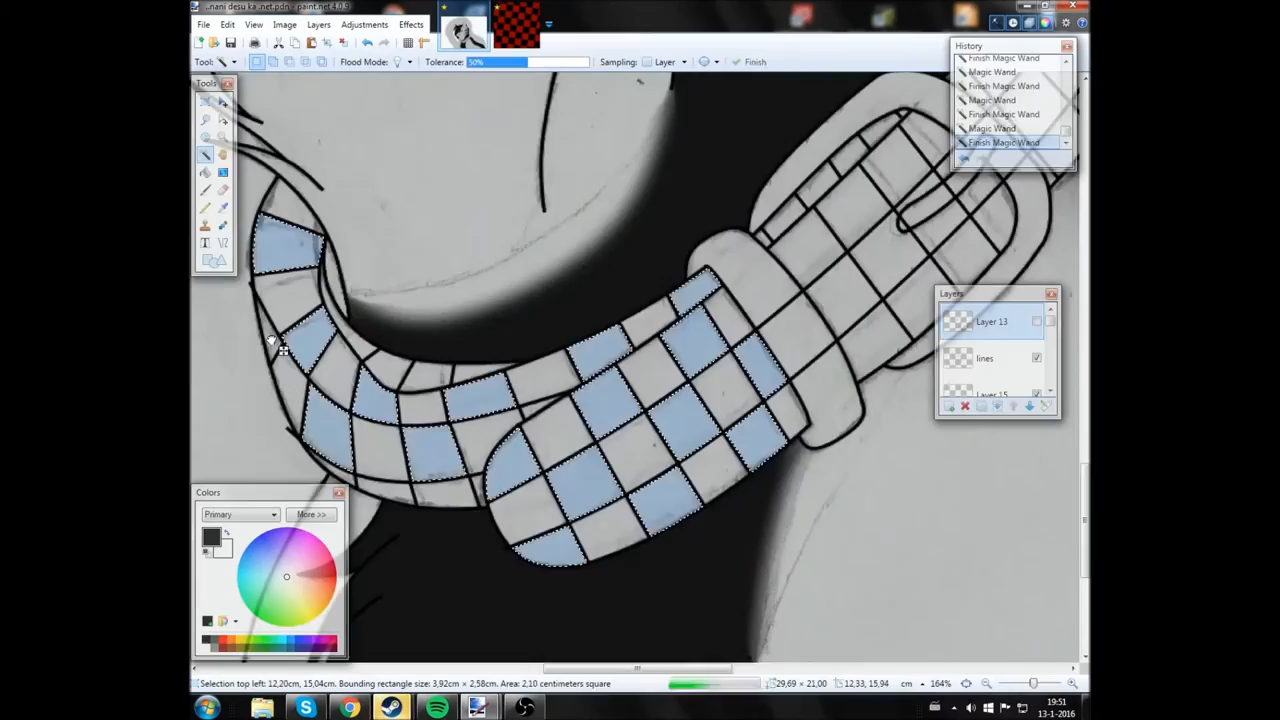 ..nani desu ka .net.pdn - paint.net 4.0.9
File Edit View Image Layers Adjustments Effects
Tool: Flood Mode: Tolerance: 50% Sampling: Layer Finish
Tools
History
Finish Magic Wand
Magic Wand
Finish Magic Wand
Magic Wand
Finish Magic Wand
Magic Wand
Finish Magic Wand
Layers
Layer 13
lines
Layer 15
Colors
Primary More >>
Selection top left: 12,20cm, 15,04cm. Bounding rectangle size: 3,92cm × 2,58cm. Area: 2,10 centimeters square
29,69 × 21,00 12,33, 15,94 cm 164%
19:51
13-1-2016